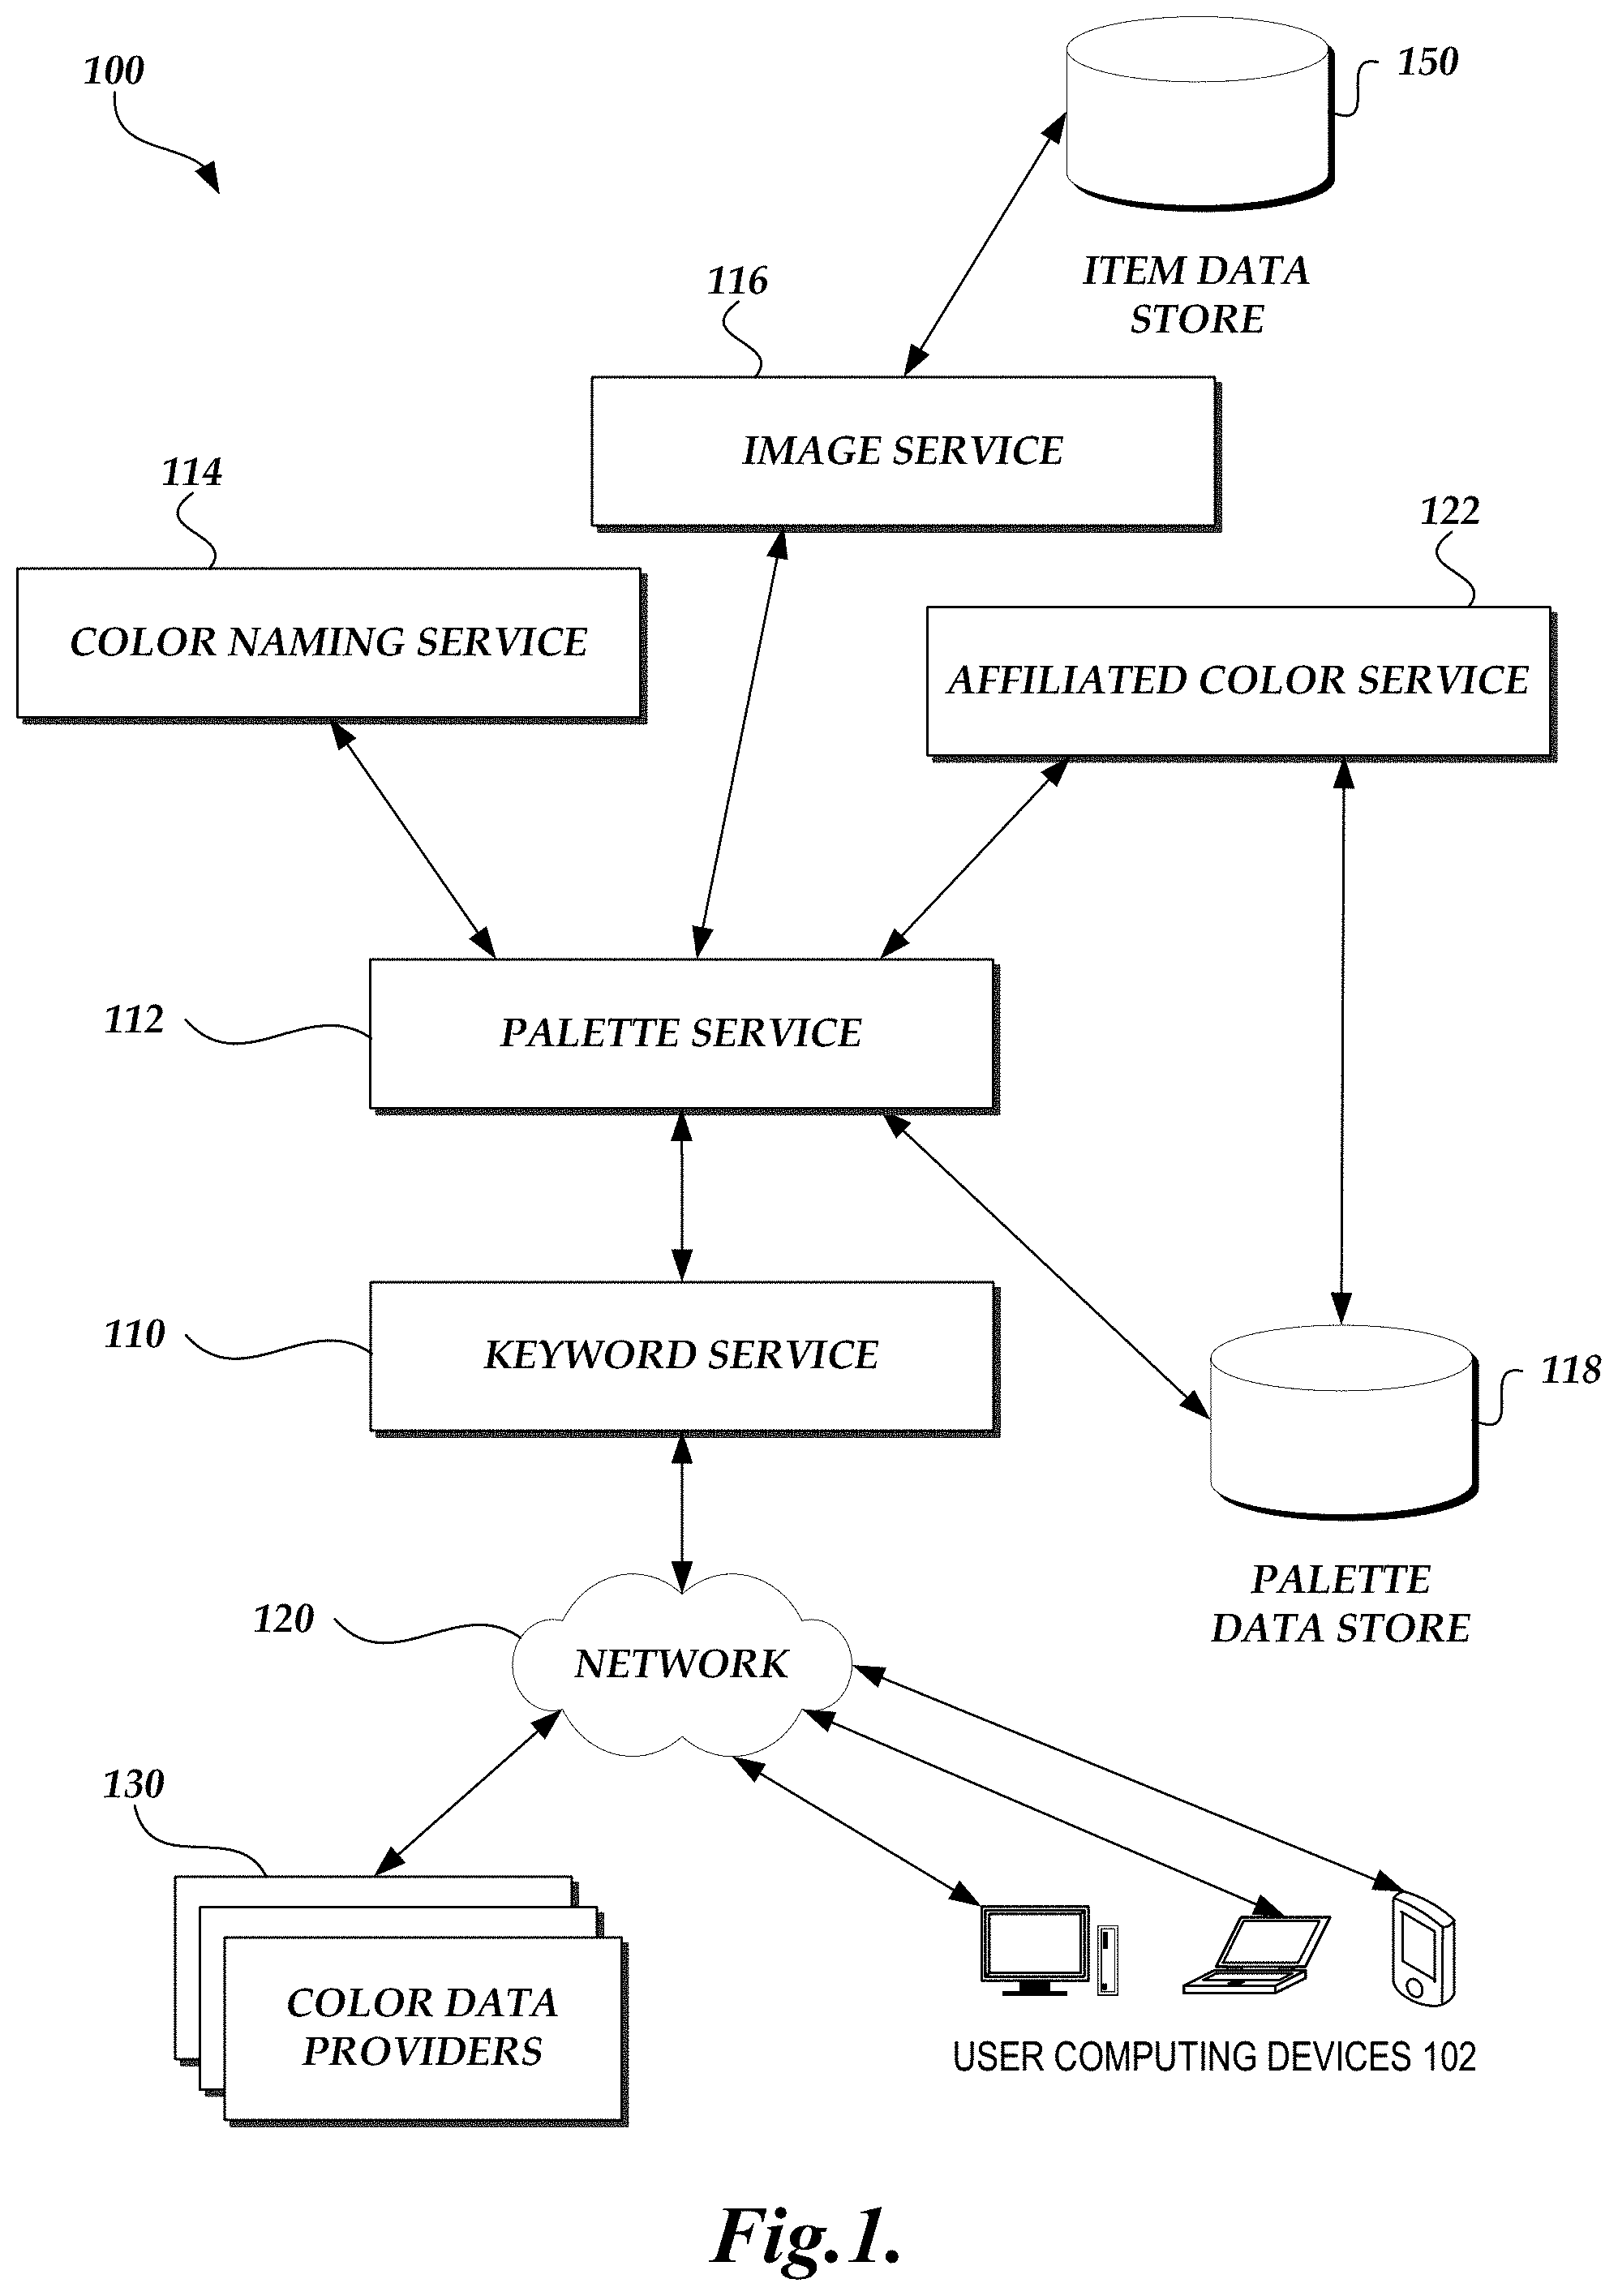 100
150
ITEM DATA
STORE
116
IMAGE SERVICE
114
122
COLOR NAMING SERVICE
AFFILIATED COLOR SERVICE
112
PALETTE SERVICE
110
KEYWORD SERVICE
118
PALETTE
DATA STORE
120
NETWORK
130
COLOR DATA
PROVIDERS
USER COMPUTING DEVICES 102
Fig.1.